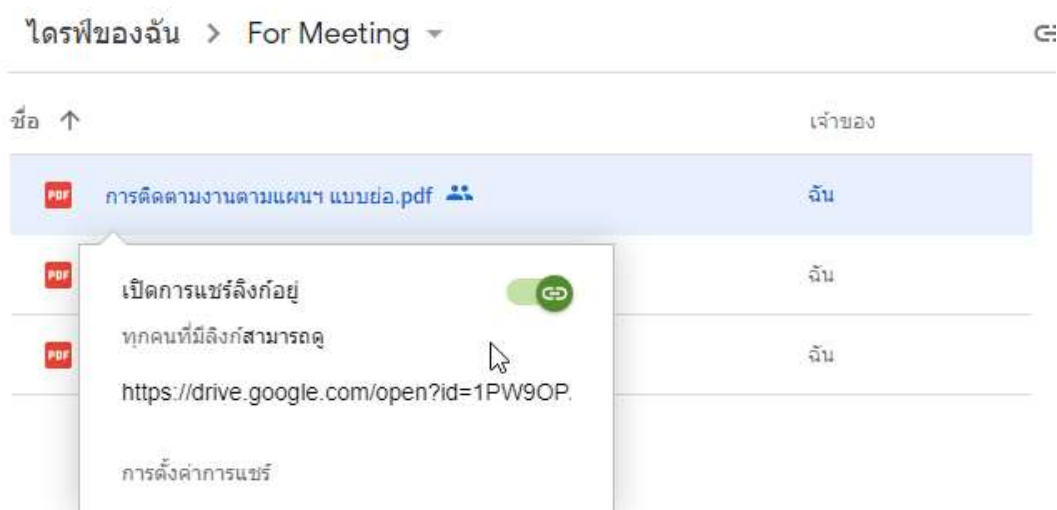 ไดรฟ์ของฉัน > For Meeting
ชื่อ ↑ เจ้าของ
PDF การติดตามงานตามแผนฯ แบบย่อ.pdf ฉัน
PDF ฉัน
PDF ฉัน
เปิดการแชร์ลิงก์อยู่
ทุกคนที่มีลิงก์สามารถดู
https://drive.google.com/open?id=1PW9OP.
การตั้งค่าการแชร์